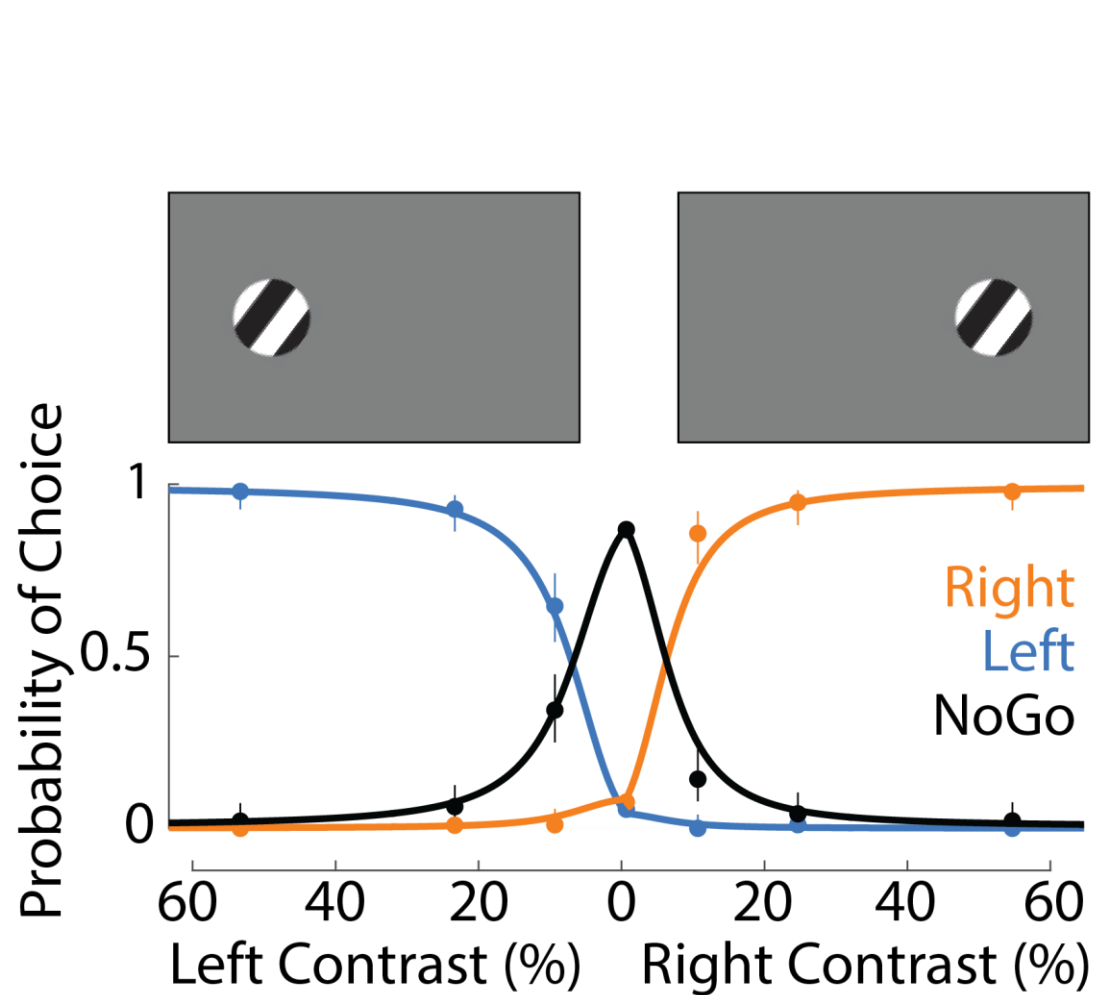 Probability of Choice
1
0.5
0
Right
Left
NoGo
60 40 20 0 20 40 60
Left Contrast (%) Right Contrast (%)